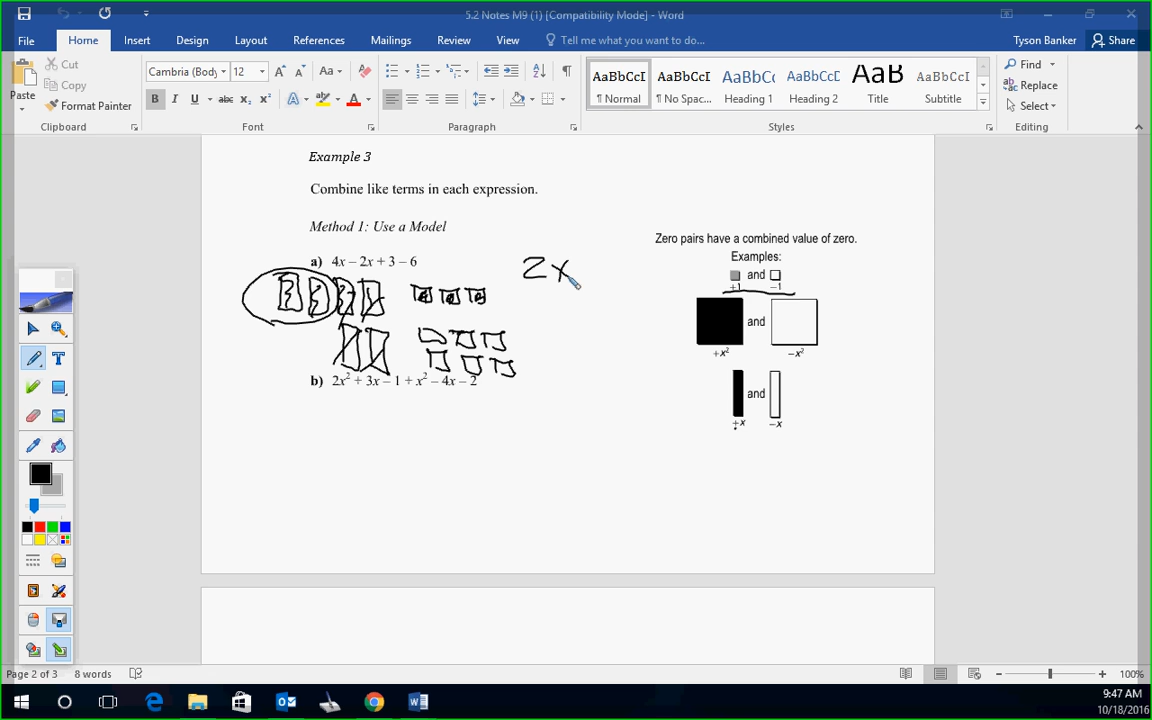 5.2 Notes M9 (1) [Compatibility Mode] - Word
File Home Insert Design Layout References Mailings Review View Tell me what you want to do... Tyson Banker Share
Paste
Cut
Copy
Format Painter
Clipboard
Cambria (Body 12 A A Aa
B I U abc x₂ x² A A
Font
Paragraph
AaBbCcI AaBbCcI AaBbCc AaBbCcI AaB AaBbCcI
¶ Normal ¶ No Spac... Heading 1 Heading 2 Title Subtitle
Styles
Find
Replace
Select
Editing
T
Example 3
Combine like terms in each expression.
Method 1: Use a Model
a) 4x – 2x + 3 – 6
2x
b) 2x² + 3x – 1 + x² – 4x – 2
Zero pairs have a combined value of zero.
Examples:
and
+1 −1
and
+x² −x²
and
+x −x
Page 2 of 3 8 words
100%
9:47 AM
10/18/2016